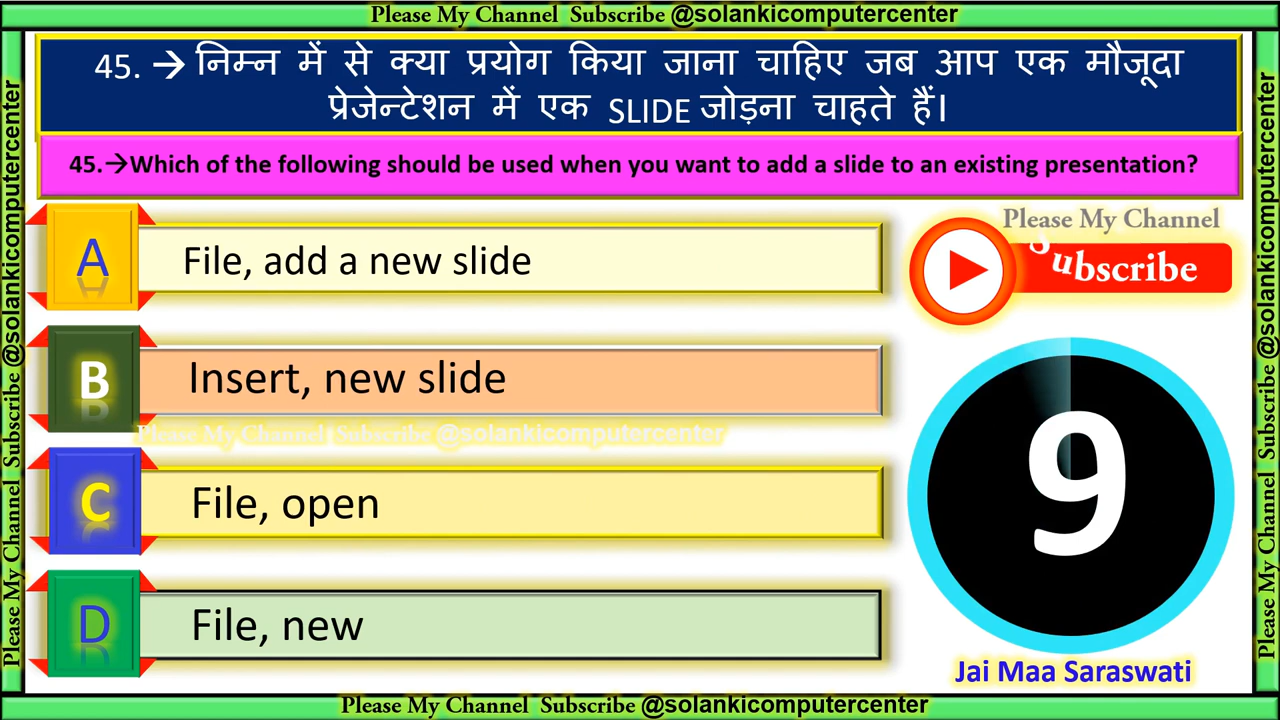 Please My Channel Subscribe @solankicomputercenter
45. → निम्न में से क्या प्रयोग किया जाना चाहिए जब आप एक मौजूदा
प्रेजेन्टेशन में एक SLIDE जोड़ना चाहते हैं।
45.→Which of the following should be used when you want to add a slide to an existing presentation?
A
File, add a new slide
Please My Channel
Subscribe
B
Insert, new slide
Please My Channel Subscribe @solankicomputercenter
C
File, open
9
D
File, new
Jai Maa Saraswati
Please My Channel Subscribe @solankicomputercenter
Please My Channel Subscribe @solankicomputercenter
Please My Channel Subscribe @solankicomputercenter